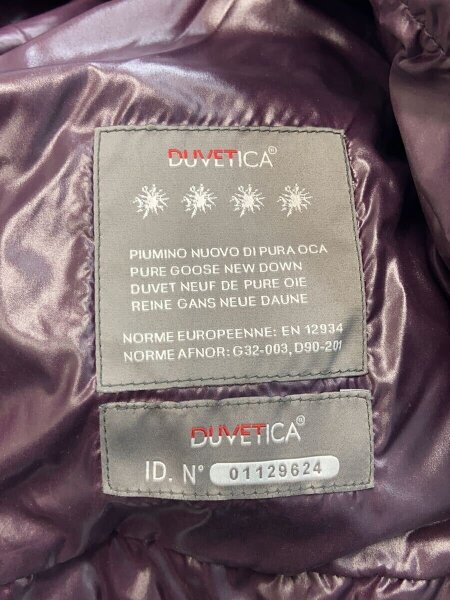 DUVETICA®
PIUMINO NUOVO DI PURA OCA
PURE GOOSE NEW DOWN
DUVET NEUF DE PURE OIE
REINE GANS NEUE DAUNE
NORME EUROPEENNE: EN 12934
NORME AFNOR: G32-003, D90-201
DUVETICA®
ID. N° 01129624